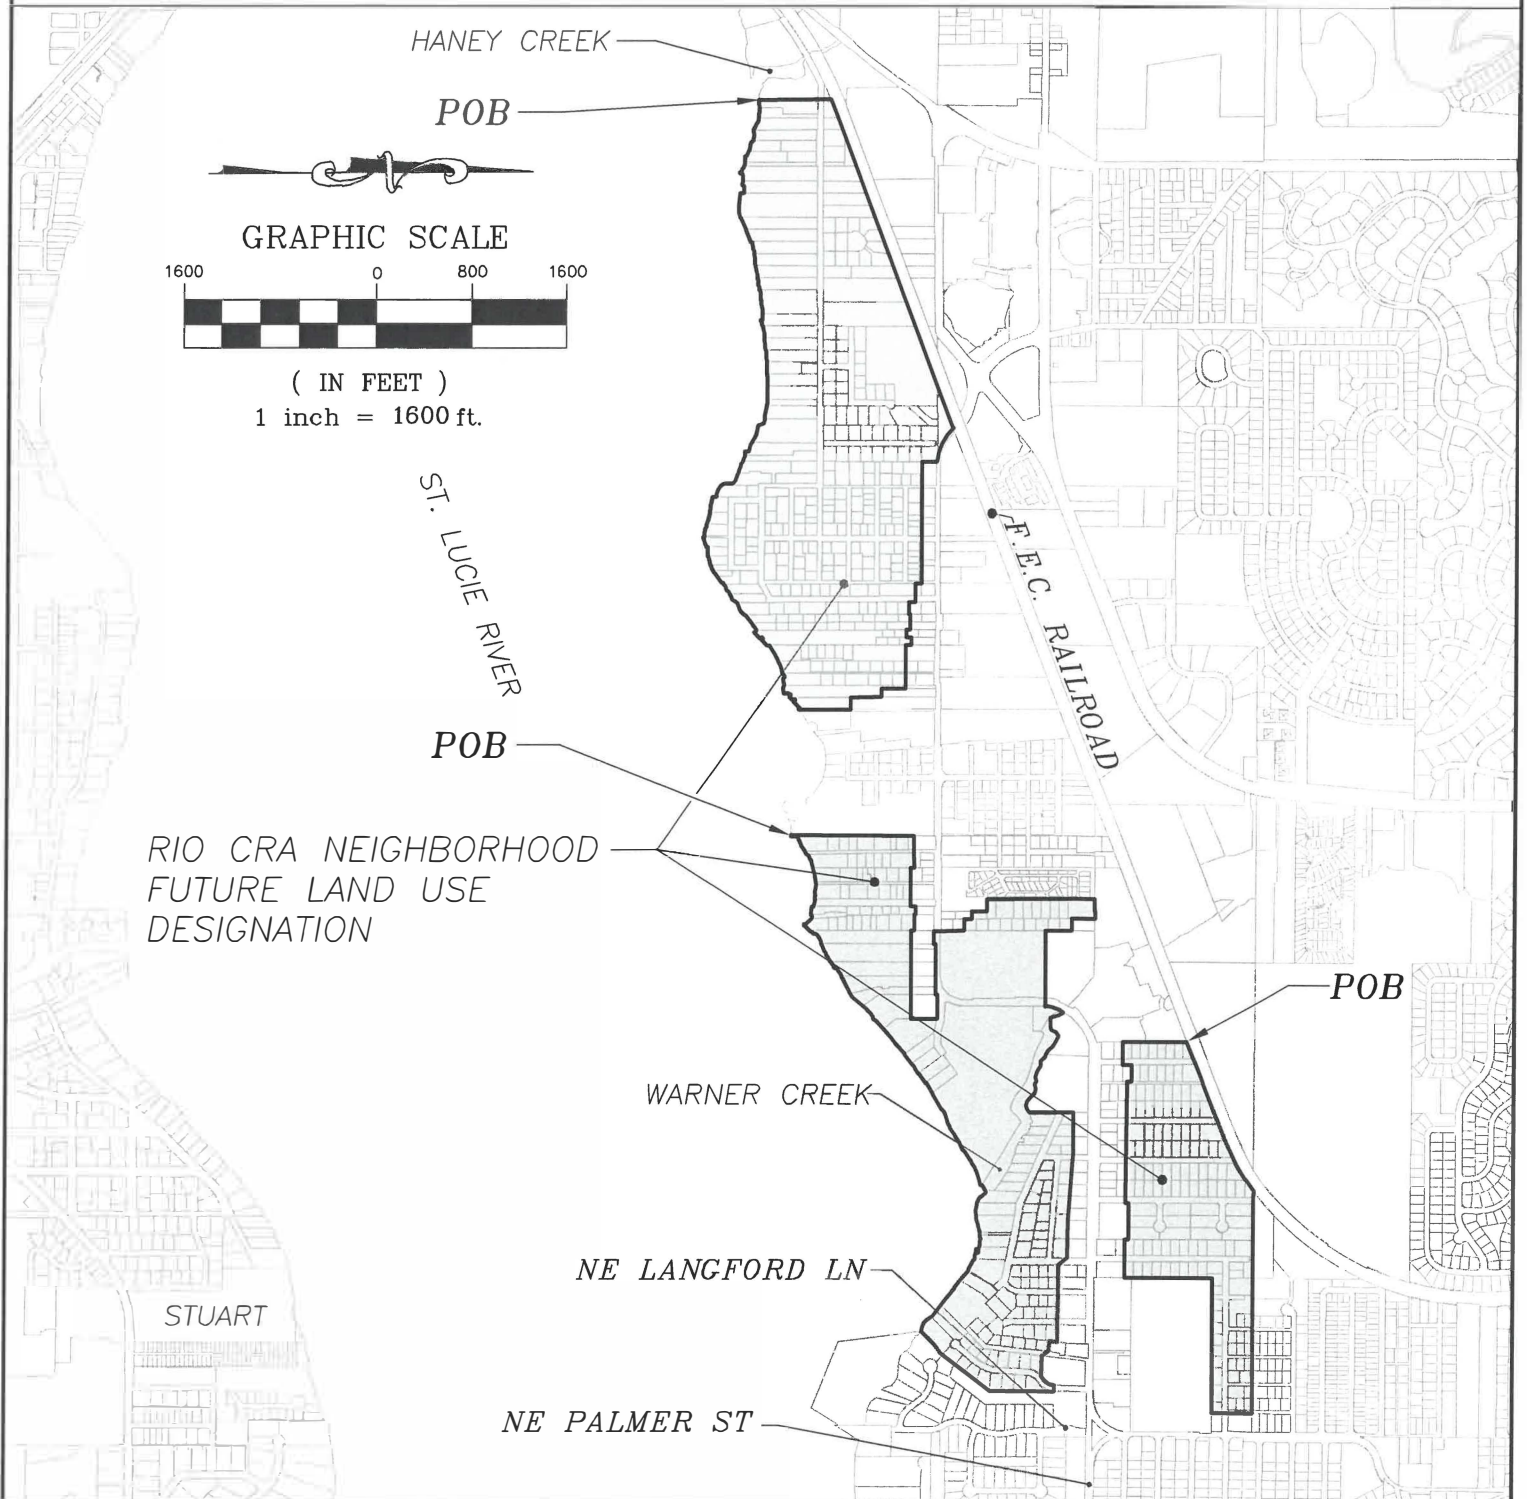 HANEY CREEK
POB
GRAPHIC SCALE
1600 0 800 1600
( IN FEET )
1 inch = 1600 ft.
ST. LUCIE RIVER
F.E.C. RAILROAD
POB
RIO CRA NEIGHBORHOOD
FUTURE LAND USE
DESIGNATION
POB
WARNER CREEK
NE LANGFORD LN
STUART
NE PALMER ST